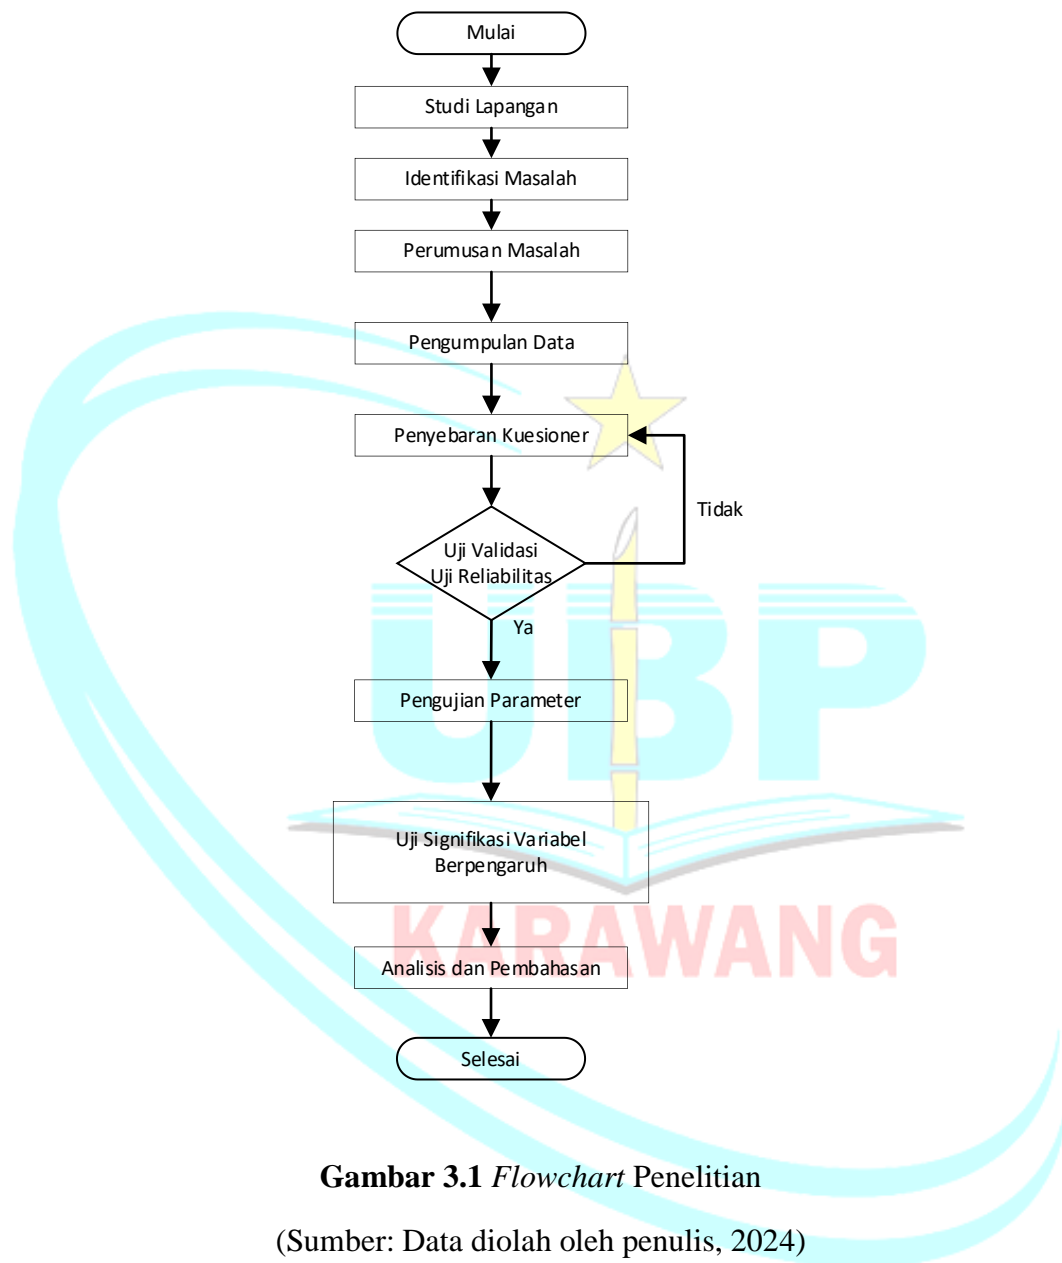 Mulai
Studi Lapangan
Identifikasi Masalah
Perumusan Masalah
Pengumpulan Data
Penyebaran Kuesioner
Tidak
Uji Validasi
Uji Reliabilitas
Ya
Pengujian Parameter
UBP
Uji Signifikasi Variabel
Berpengaruh
KARAWANG
Analisis dan Pembahasan
Selesai
Gambar 3.1 Flowchart Penelitian
(Sumber: Data diolah oleh penulis, 2024)